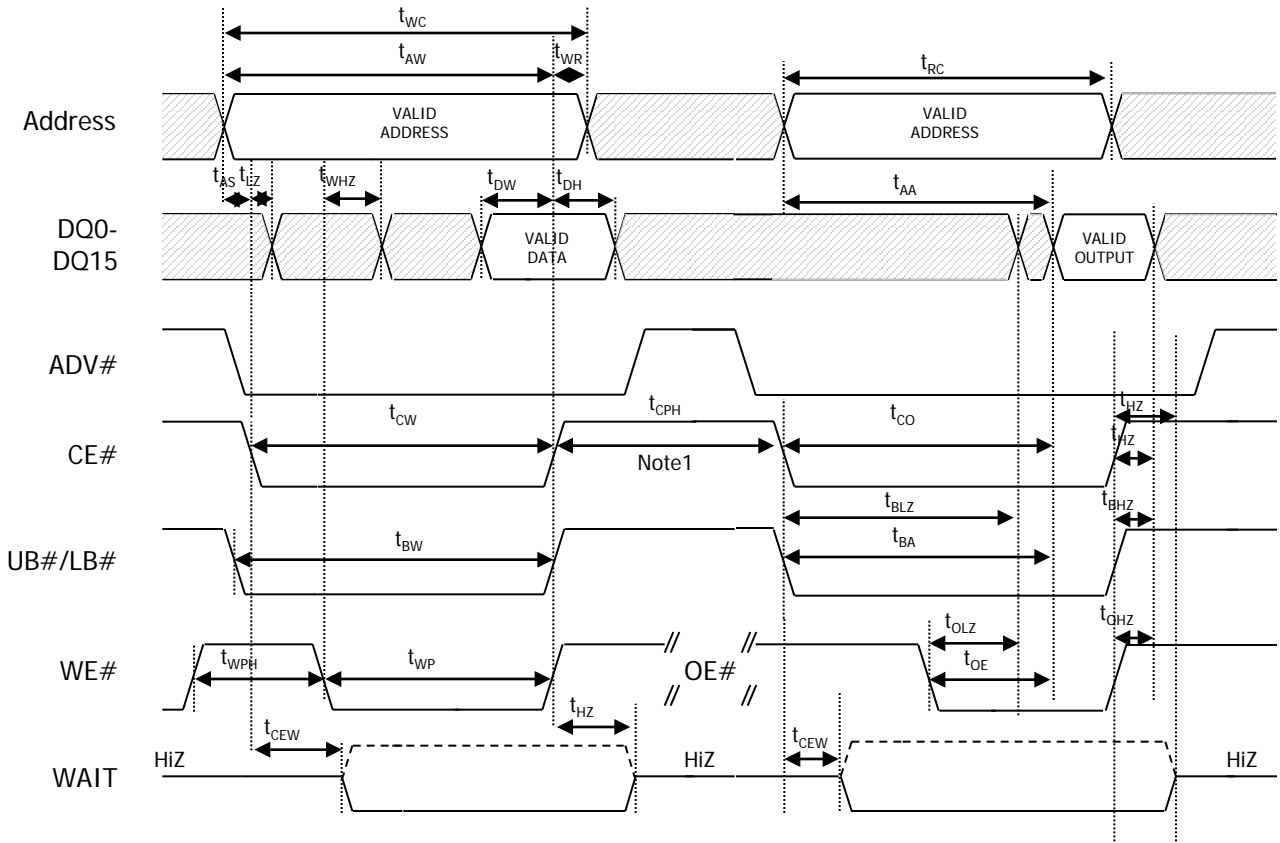 tWC
tAW
tWR
tRC
Address
VALID
ADDRESS
VALID
ADDRESS
tAS
tLZ
tWHZ
tDW
tDH
tAA
DQ0-
DQ15
VALID
DATA
VALID
OUTPUT
ADV#
tCW
tCPH
tCO
tHZ
CE#
Note1
tHZ
tBLZ
tBHZ
UB#/LB#
tBW
tBA
tOLZ
tOHZ
WE#
tWPH
tWP
OE#
tOE
tCEW
tHZ
tCEW
WAIT
HiZ
HiZ
HiZ